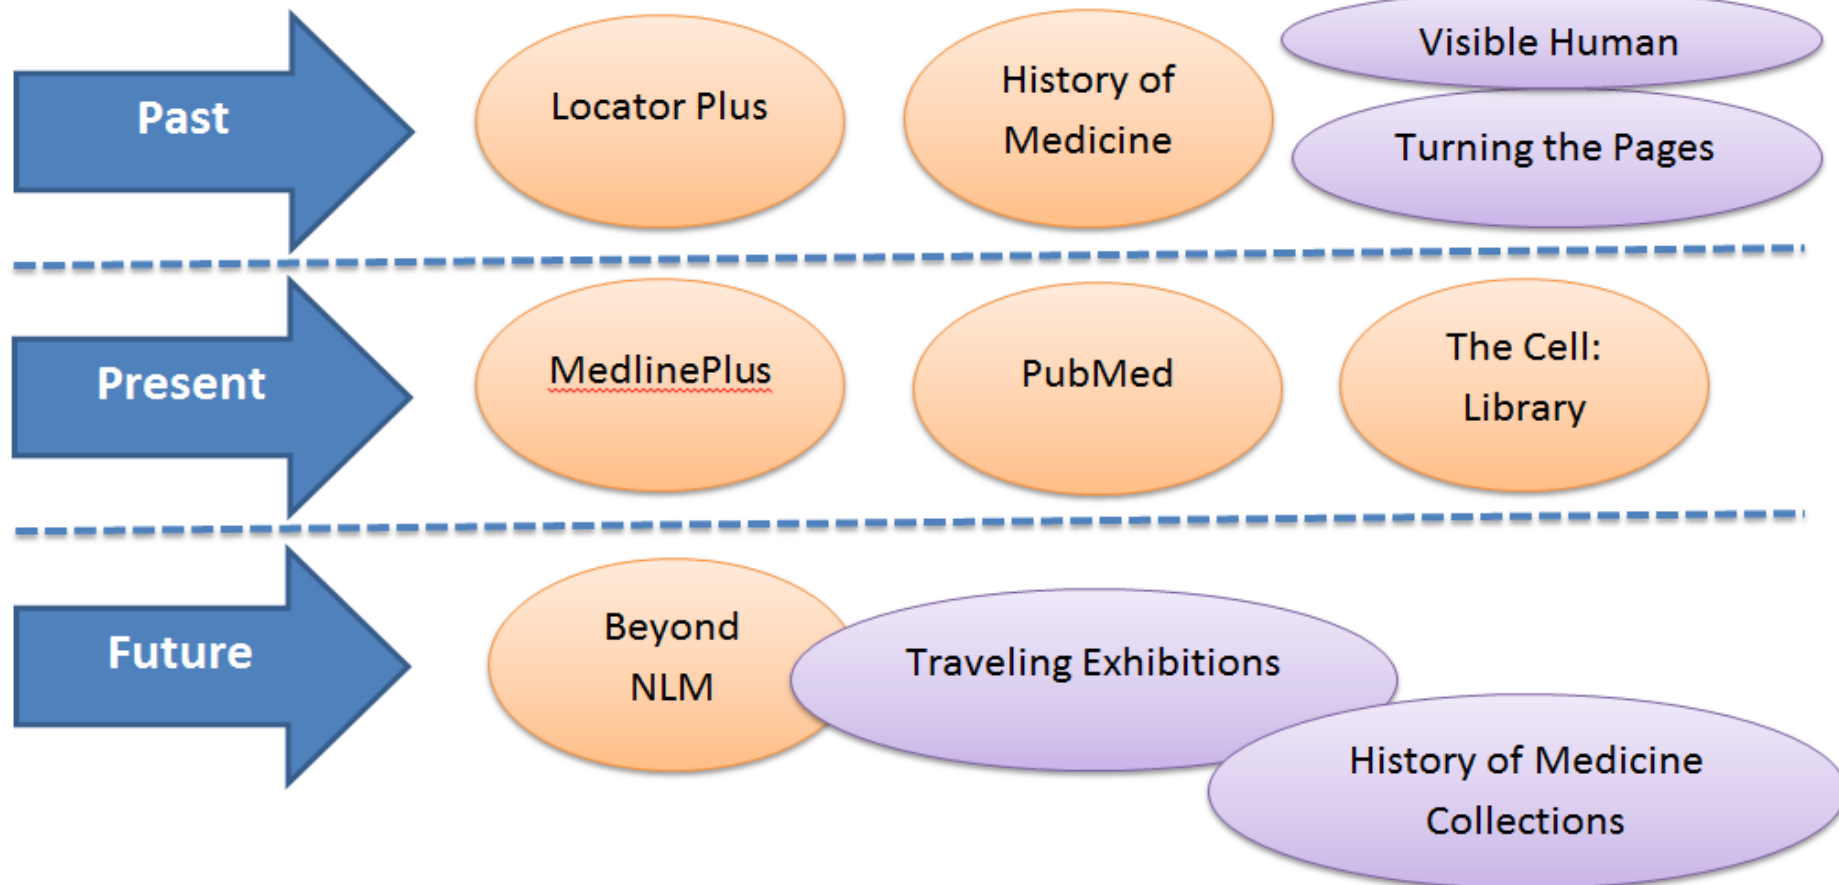 Past
Locator Plus
History of
Medicine
Visible Human
Turning the Pages
Present
MedlinePlus
PubMed
The Cell:
Library
Future
Beyond
NLM
Traveling Exhibitions
History of Medicine
Collections